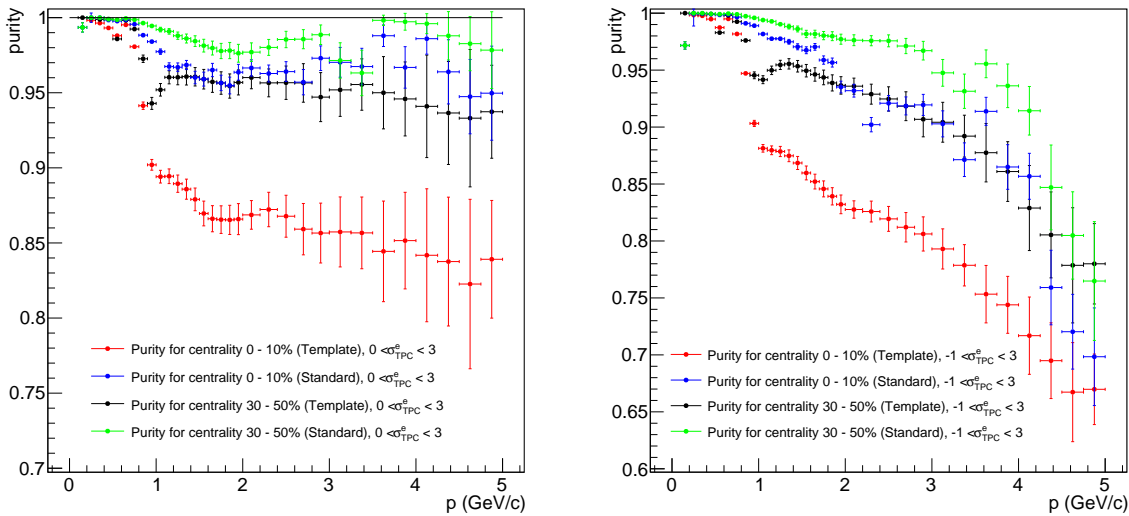 purity
1
0.95
0.9
0.85
0.8
0.75
0.7
Purity for centrality 0 - 10% (Template), 0 <σ^e_TPC < 3
Purity for centrality 0 - 10% (Standard), 0 <σ^e_TPC < 3
Purity for centrality 30 - 50% (Template), 0 <σ^e_TPC < 3
Purity for centrality 30 - 50% (Standard), 0 <σ^e_TPC < 3
0 1 2 3 4 5
p (GeV/c)
purity
1
0.95
0.9
0.85
0.8
0.75
0.7
0.65
0.6
Purity for centrality 0 - 10% (Template), -1 <σ^e_TPC < 3
Purity for centrality 0 - 10% (Standard), -1 <σ^e_TPC < 3
Purity for centrality 30 - 50% (Template), -1 <σ^e_TPC < 3
Purity for centrality 30 - 50% (Standard), -1 <σ^e_TPC < 3
0 1 2 3 4 5
p (GeV/c)